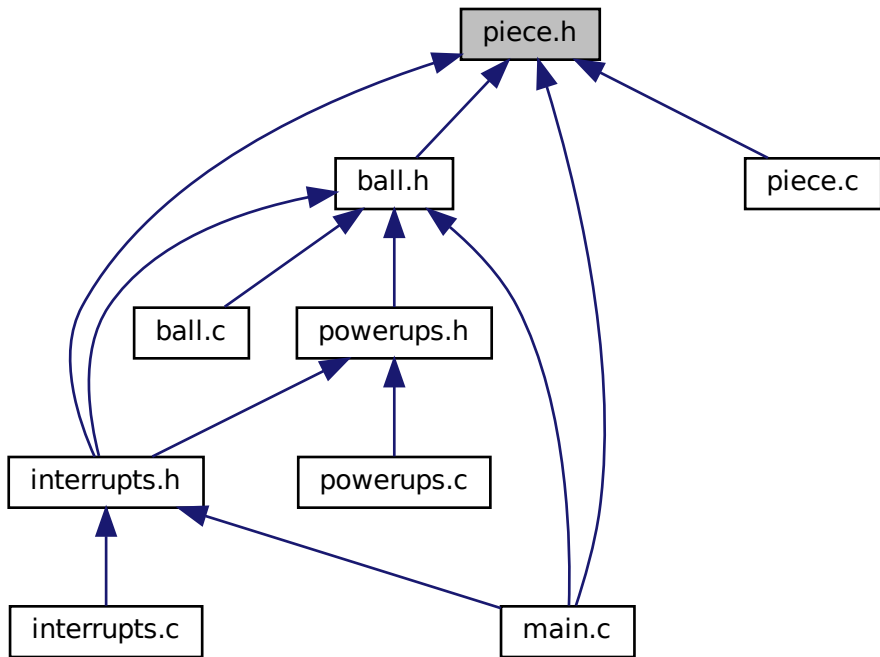 piece.h
ball.h
piece.c
ball.c
powerups.h
interrupts.h
powerups.c
interrupts.c
main.c